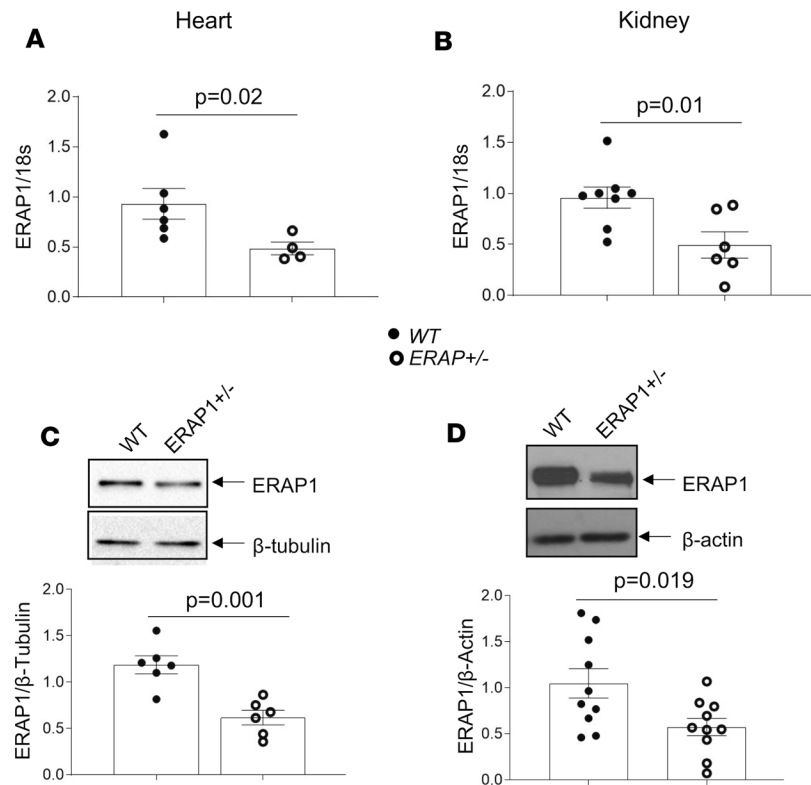 Heart
Kidney
A
B
p=0.02
p=0.01
ERAP1/18s
2.0
1.5
1.0
0.5
0.0
ERAP1/18s
2.0
1.5
1.0
0.5
0.0
WT
ERAP+/-
C
D
WT
ERAP1+/-
ERAP1
β-tubulin
WT
ERAP1+/-
ERAP1
β-actin
p=0.001
p=0.019
ERAP1/β-Tubulin
2.0
1.5
1.0
0.5
0.0
ERAP1/β-Actin
2.0
1.5
1.0
0.5
0.0